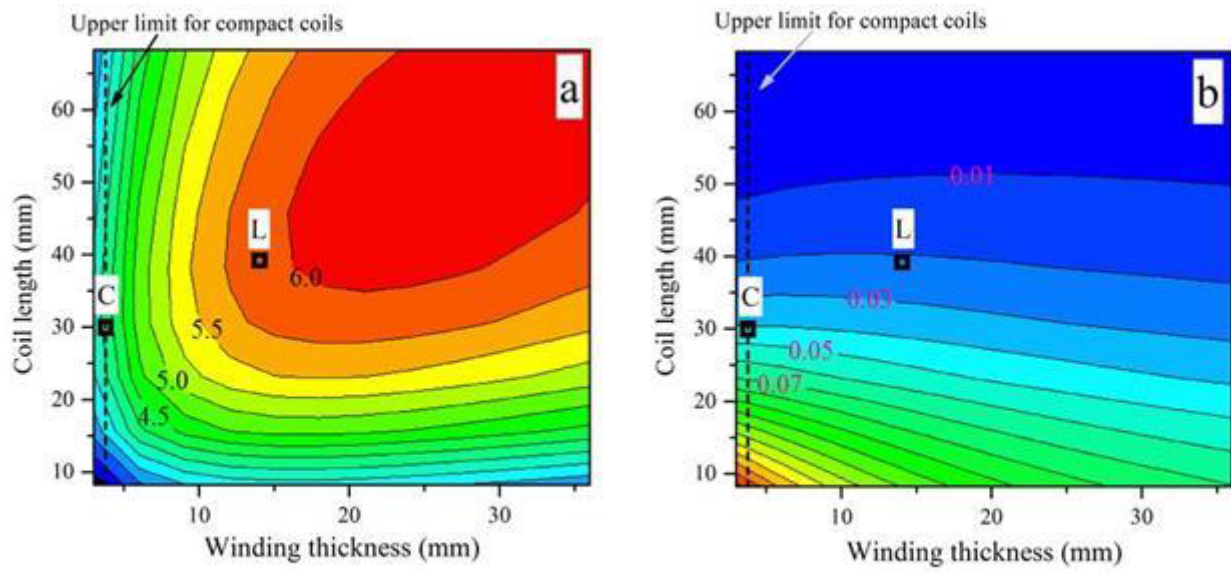 Upper limit for compact coils
a
L
C
6.0
5.5
5.0
4.5
60
50
40
30
20
10
10
20
30
Coil length (mm)
Winding thickness (mm)
Upper limit for compact coils
b
L
C
0.01
0.03
0.05
0.07
60
50
40
30
20
10
10
20
30
Coil length (mm)
Winding thickness (mm)